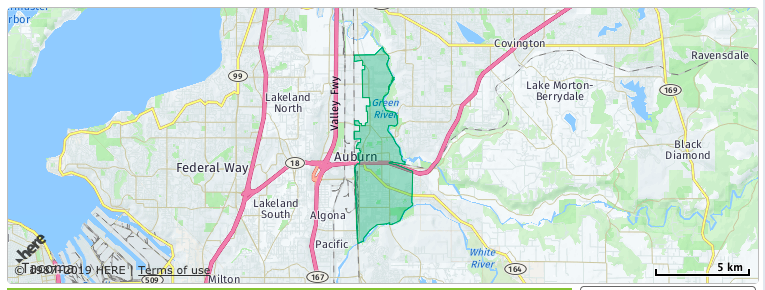 muster
rbor
Covington
Ravensdale
99
Valley Fwy
Lakeland
North
Green
River
Lake Morton-
Berrydale
169
Black
Diamond
Auburn
18
Federal Way
Lakeland
South
Algona
Pacific
White
River
164
167
509
Milton
Tacoma
here
© 1987-2019 HERE | Terms of use
5 km